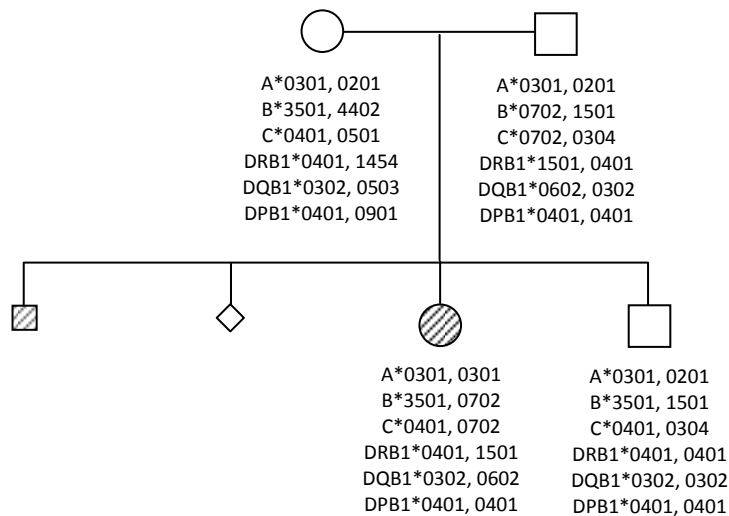 A*0301, 0201
B*3501, 4402
C*0401, 0501
DRB1*0401, 1454
DQB1*0302, 0503
DPB1*0401, 0901
A*0301, 0201
B*0702, 1501
C*0702, 0304
DRB1*1501, 0401
DQB1*0602, 0302
DPB1*0401, 0401
A*0301, 0301
B*3501, 0702
C*0401, 0702
DRB1*0401, 1501
DQB1*0302, 0602
DPB1*0401, 0401
A*0301, 0201
B*3501, 1501
C*0401, 0304
DRB1*0401, 0401
DQB1*0302, 0302
DPB1*0401, 0401